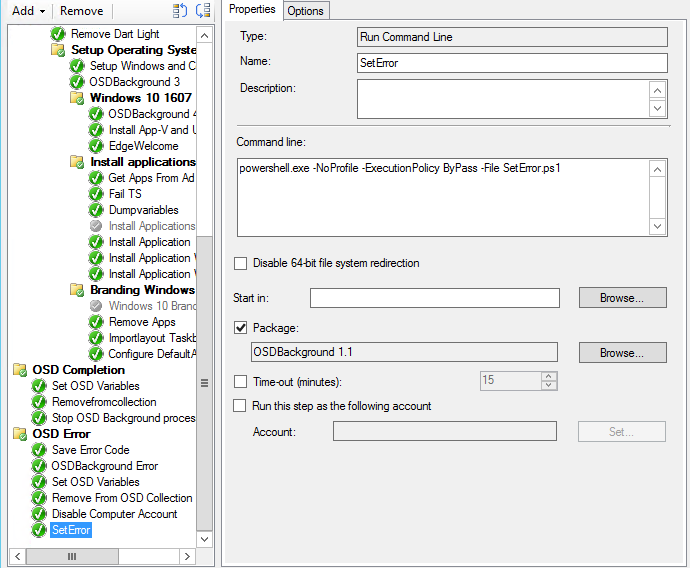 Add
Remove
Remove Dart Light
Setup Operating Syste
Setup Windows and C
OSDBackground 3
Windows 10 1607
OSDBackground 4
Install App-V and U
EdgeWelcome
Install applications
Get Apps From Ad
Fail TS
Dumpvariables
Install Applications
Install Application
Install Application W
Install Application W
Branding Windows
Windows 10 Bran
Remove Apps
Importlayout Taskb
Configure DefaultA
OSD Completion
Set OSD Variables
Removefromcollection
Stop OSD Background proces
OSD Error
Save Error Code
OSDBackground Error
Set OSD Variables
Remove From OSD Collection
Disable Computer Account
SetError
Properties
Options
Type:
Run Command Line
Name:
SetError
Description:
Command line:
powershell.exe -NoProfile -ExecutionPolicy ByPass -File SetError.ps1
Disable 64-bit file system redirection
Start in:
Browse...
Package:
OSDBackground 1.1
Browse...
Time-out (minutes):
15
Run this step as the following account
Account:
Set...